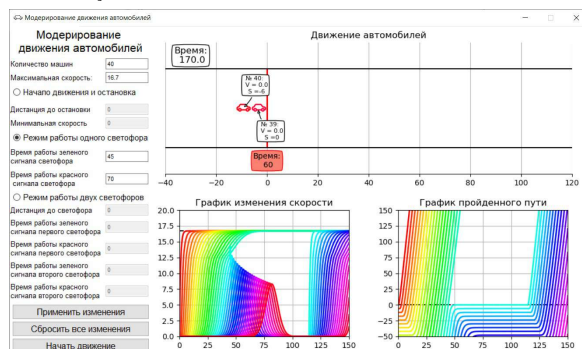 Модерирование движения автомобилей
Модерирование
движения автомобилей
Количество машин
40
Максимальная скорость:
16.7
Начало движения и остановка
Дистанция до остановки
0
Минимальная скорость
0
Режим работы одного светофора
Время работы зеленого
сигнала светофора
45
Время работы красного
сигнала светофора
70
Режим работы двух светофоров
Дистанция до светофора
0
Время работы зеленого
сигнала первого светофора
0
Время работы красного
сигнала первого светофора
0
Время работы зеленого
сигнала второго светофора
0
Время работы красного
сигнала второго светофора
0
Применить изменения
Сбросить все изменения
Начать движение
Движение автомобилей
Время:
170.0
№ 40:
V = 0.0
S =-6
№ 39:
V = 0.0
S =0
Время:
60
−40 −20 0 20 40 60 80 100 120
График изменения скорости
20.0
17.5
15.0
12.5
10.0
7.5
5.0
2.5
0.0
0 25 50 75 100 125 150
График пройденного пути
150
125
100
75
50
25
0
−25
−50
0 25 50 75 100 125 150